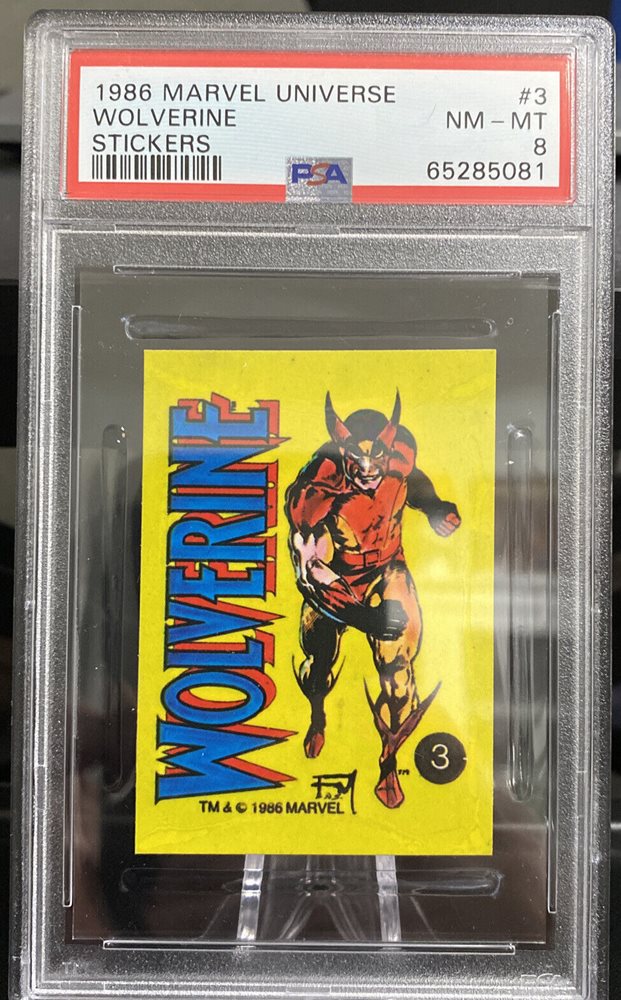 1986 MARVEL UNIVERSE #3
WOLVERINE NM - MT
STICKERS 8
PSA 65285081
WOLVERINE
3
TM & © 1986 MARVEL